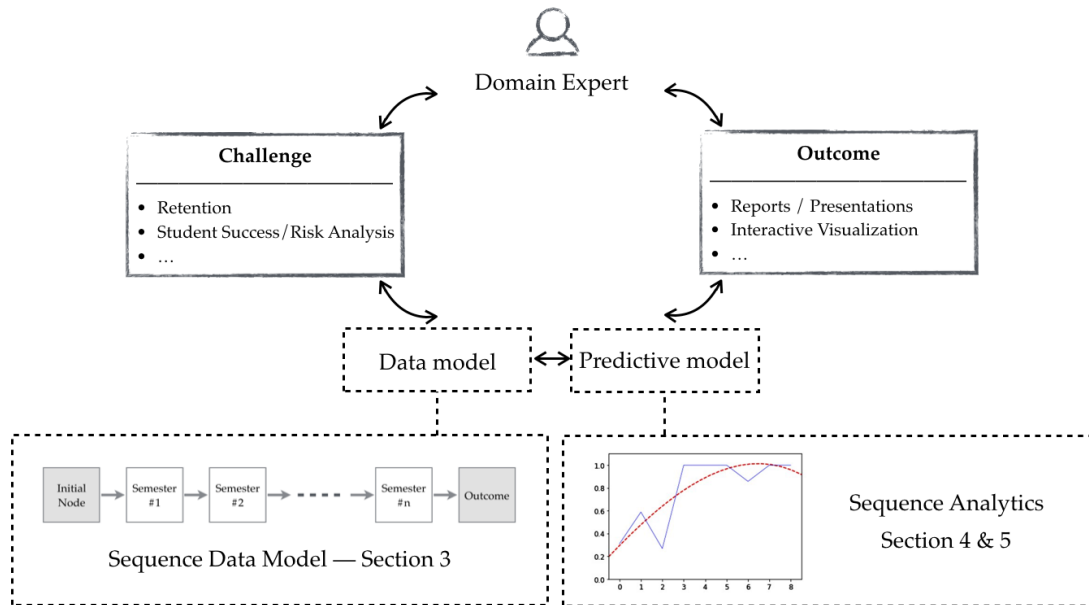 Domain Expert
Challenge
• Retention
• Student Success/Risk Analysis
• ...
Outcome
• Reports / Presentations
• Interactive Visualization
• ...
Data model
Predictive model
Initial
Node
Semester
#1
Semester
#2
Semester
#n
Outcome
Sequence Data Model — Section 3
1.0
0.8
0.6
0.4
0.2
0.0
0 1 2 3 4 5 6 7 8
Sequence Analytics
Section 4 & 5